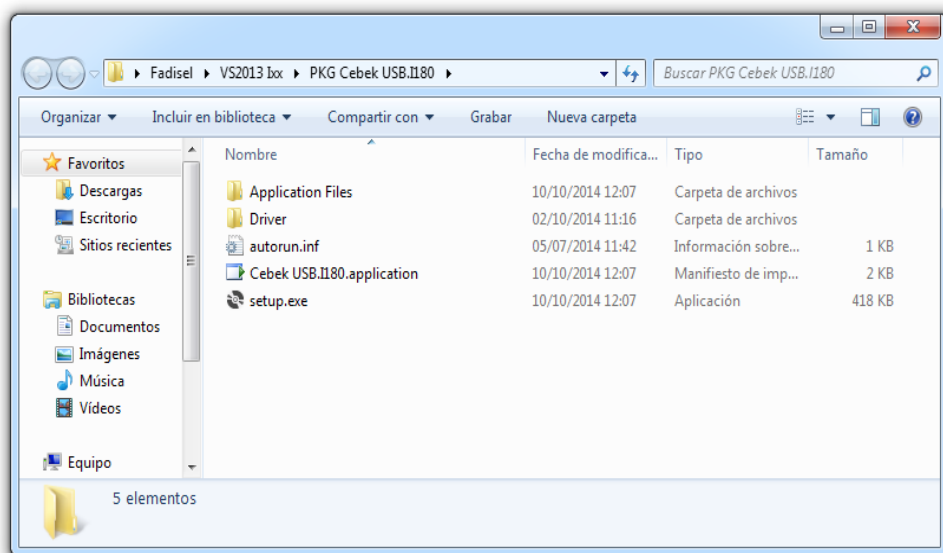 Fadisel ▸ VS2013 Ixx ▸ PKG Cebek USB.I180 ▸
Buscar PKG Cebek USB.I180
Organizar Incluir en biblioteca Compartir con Grabar Nueva carpeta
Favoritos
Descargas
Escritorio
Sitios recientes
Bibliotecas
Documentos
Imágenes
Música
Vídeos
Equipo
Nombre Fecha de modifica... Tipo Tamaño
Application Files 10/10/2014 12:07 Carpeta de archivos
Driver 02/10/2014 11:16 Carpeta de archivos
autorun.inf 05/07/2014 11:42 Información sobre... 1 KB
Cebek USB.I180.application 10/10/2014 12:07 Manifiesto de imp... 2 KB
setup.exe 10/10/2014 12:07 Aplicación 418 KB
5 elementos